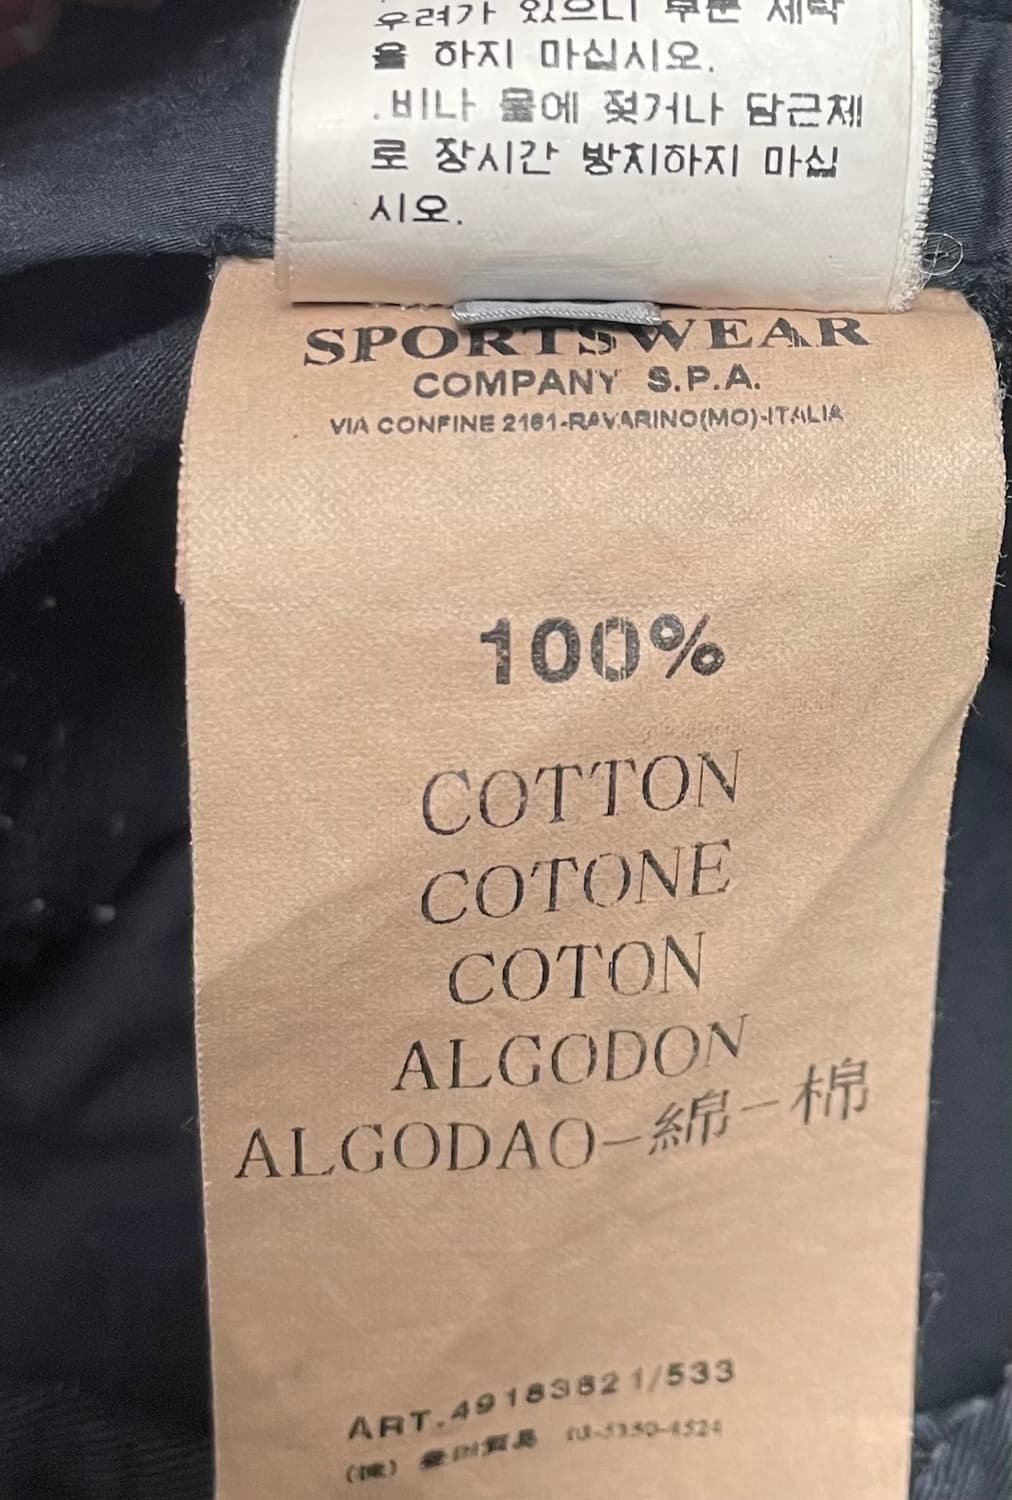 우려가 있으니 부분 세탁
을 하지 마십시오.
.비나 물에 젖거나 담근체
로 장시간 방치하지 마십
시오.
SPORTSWEAR
COMPANY S.P.A.
VIA CONFINE 2161-RAVARINO(MO)-ITALIA
100%
COTTON
COTONE
COTON
ALGODON
ALGODAO-綿-棉
ART.49183821/533
03-5350-4524